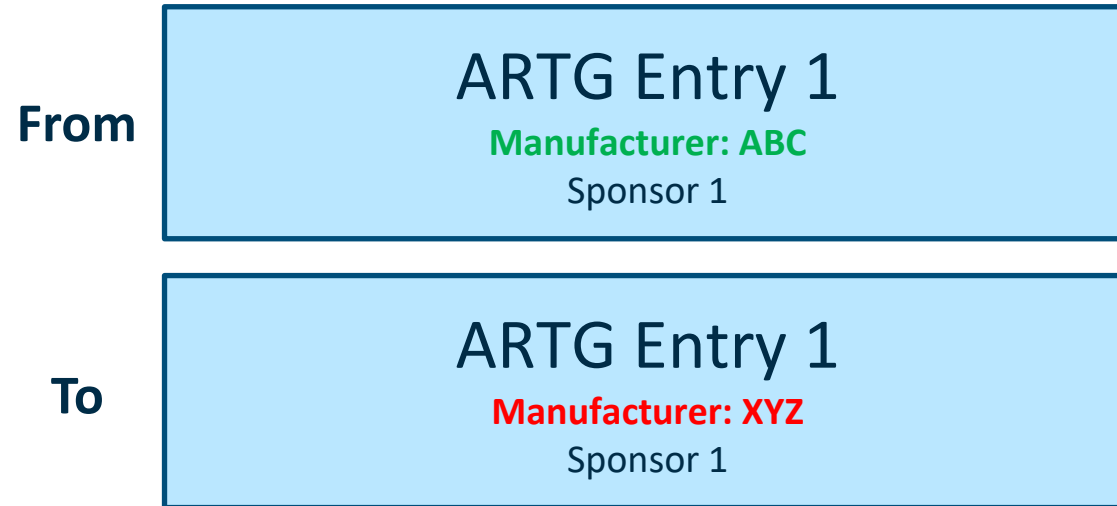 From
ARTG Entry 1
Manufacturer: ABC
Sponsor 1
To
ARTG Entry 1
Manufacturer: XYZ
Sponsor 1